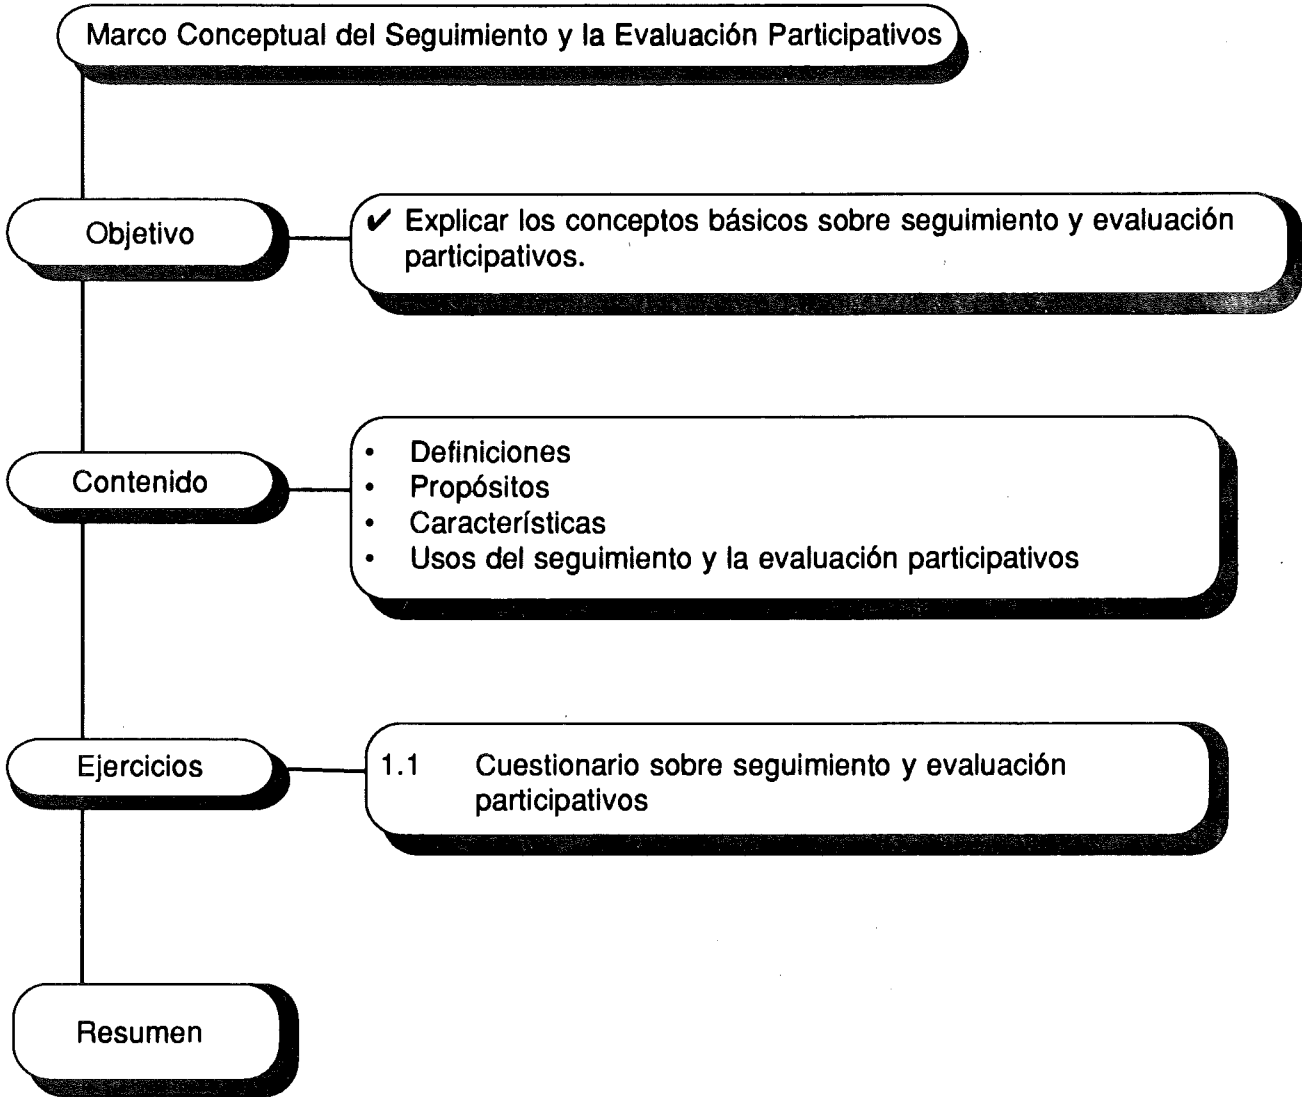 Marco Conceptual del Seguimiento y la Evaluación Participativos
Objetivo
✔ Explicar los conceptos básicos sobre seguimiento y evaluación
participativos.
Contenido
• Definiciones
• Propósitos
• Características
• Usos del seguimiento y la evaluación participativos
Ejercicios
1.1 Cuestionario sobre seguimiento y evaluación
participativos
Resumen